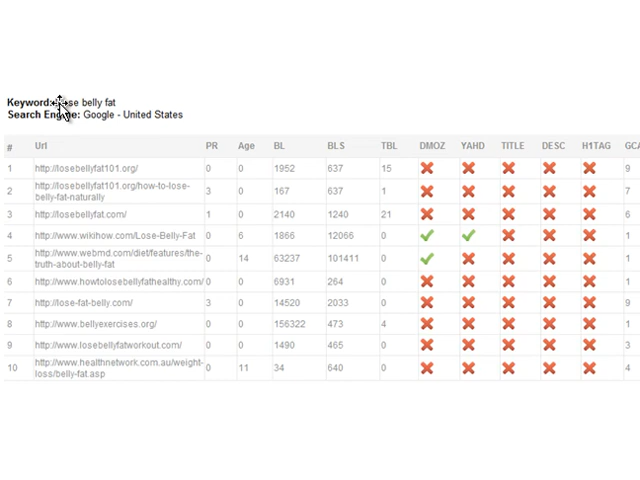 Keyword: lose belly fat
Search Engine: Google - United States
# Url PR Age BL BLS TBL DMOZ YAHD TITLE DESC H1TAG GCA
1 http://losebellyfat101.org/ 0 0 1952 637 15 9
2 http://losebellyfat101.org/how-to-lose- 3 0 167 637 1 7
belly-fat-naturally
3 http://losebellyfat.com/ 1 0 2140 1240 21 6
4 http://www.wikihow.com/Lose-Belly-Fat 0 6 1866 12066 0 1
5 http://www.webmd.com/diet/features/the- 0 14 63237 101411 0 1
truth-about-belly-fat
6 http://www.howtolosebellyfathealthy.com/ 0 0 6931 264 0 1
7 http://lose-fat-belly.com/ 3 0 14520 2033 0 9
8 http://www.bellyexercises.org/ 0 0 156322 473 4 1
9 http://www.losebellyfatworkout.com/ 0 0 1490 465 0 3
10 http://www.healthnetwork.com.au/weight- 0 11 34 640 0 4
loss/belly-fat.asp